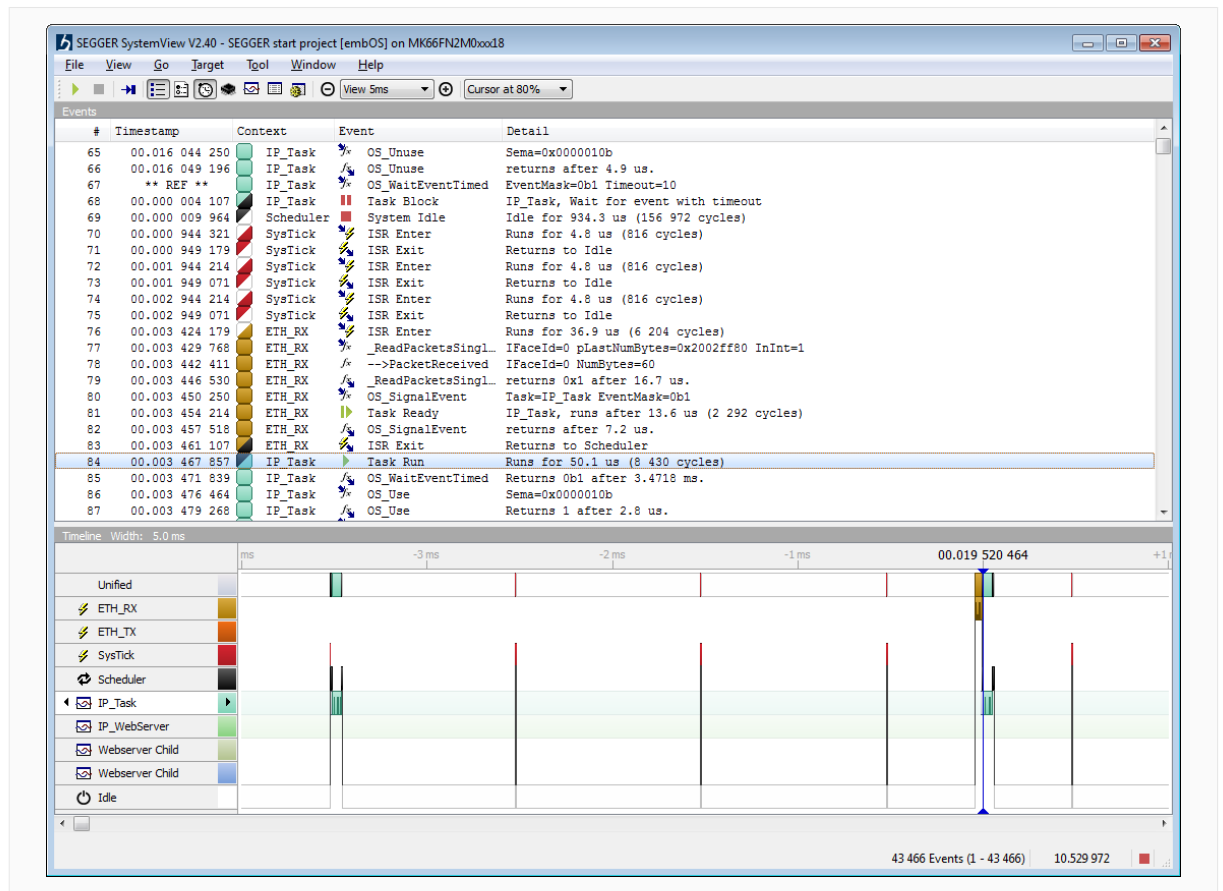 SEGGER SystemView V2.40 - SEGGER start project [embOS] on MK66FN2M0xxx18
File View Go Target Tool Window Help
View 5ms Cursor at 80%
Events
# Timestamp Context Event Detail
65 00.016 044 250 IP_Task OS_Unuse Sema=0x0000010b
66 00.016 049 196 IP_Task OS_Unuse returns after 4.9 us.
67 ** REF ** IP_Task OS_WaitEventTimed EventMask=0b1 Timeout=10
68 00.000 004 107 IP_Task Task Block IP_Task, Wait for event with timeout
69 00.000 009 964 Scheduler System Idle Idle for 934.3 us (156 972 cycles)
70 00.000 944 321 SysTick ISR Enter Runs for 4.8 us (816 cycles)
71 00.000 949 179 SysTick ISR Exit Returns to Idle
72 00.001 944 214 SysTick ISR Enter Runs for 4.8 us (816 cycles)
73 00.001 949 071 SysTick ISR Exit Returns to Idle
74 00.002 944 214 SysTick ISR Enter Runs for 4.8 us (816 cycles)
75 00.002 949 071 SysTick ISR Exit Returns to Idle
76 00.003 424 179 ETH_RX ISR Enter Runs for 36.9 us (6 204 cycles)
77 00.003 429 768 ETH_RX _ReadPacketsSingl… IFaceId=0 pLastNumBytes=0x2002ff80 InInt=1
78 00.003 442 411 ETH_RX -->PacketReceived IFaceId=0 NumBytes=60
79 00.003 446 530 ETH_RX _ReadPacketsSingl… returns 0x1 after 16.7 us.
80 00.003 450 250 ETH_RX OS_SignalEvent Task=IP_Task EventMask=0b1
81 00.003 454 214 ETH_RX Task Ready IP_Task, runs after 13.6 us (2 292 cycles)
82 00.003 457 518 ETH_RX OS_SignalEvent returns after 7.2 us.
83 00.003 461 107 ETH_RX ISR Exit Returns to Scheduler
84 00.003 467 857 IP_Task Task Run Runs for 50.1 us (8 430 cycles)
85 00.003 471 839 IP_Task OS_WaitEventTimed Returns 0b1 after 3.4718 ms.
86 00.003 476 464 IP_Task OS_Use Sema=0x0000010b
87 00.003 479 268 IP_Task OS_Use Returns 1 after 2.8 us.
Timeline Width: 5.0 ms
ms -3 ms -2 ms -1 ms 00.019 520 464 +1
Unified
ETH_RX
ETH_TX
SysTick
Scheduler
IP_Task
IP_WebServer
Webserver Child
Webserver Child
Idle
43 466 Events (1 - 43 466) 10.529 972